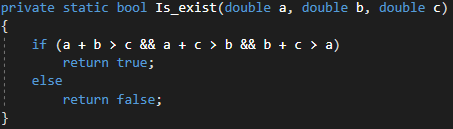 private static bool Is_exist(double a, double b, double c)
{
    if (a + b > c && a + c > b && b + c > a)
        return true;
    else
        return false;
}